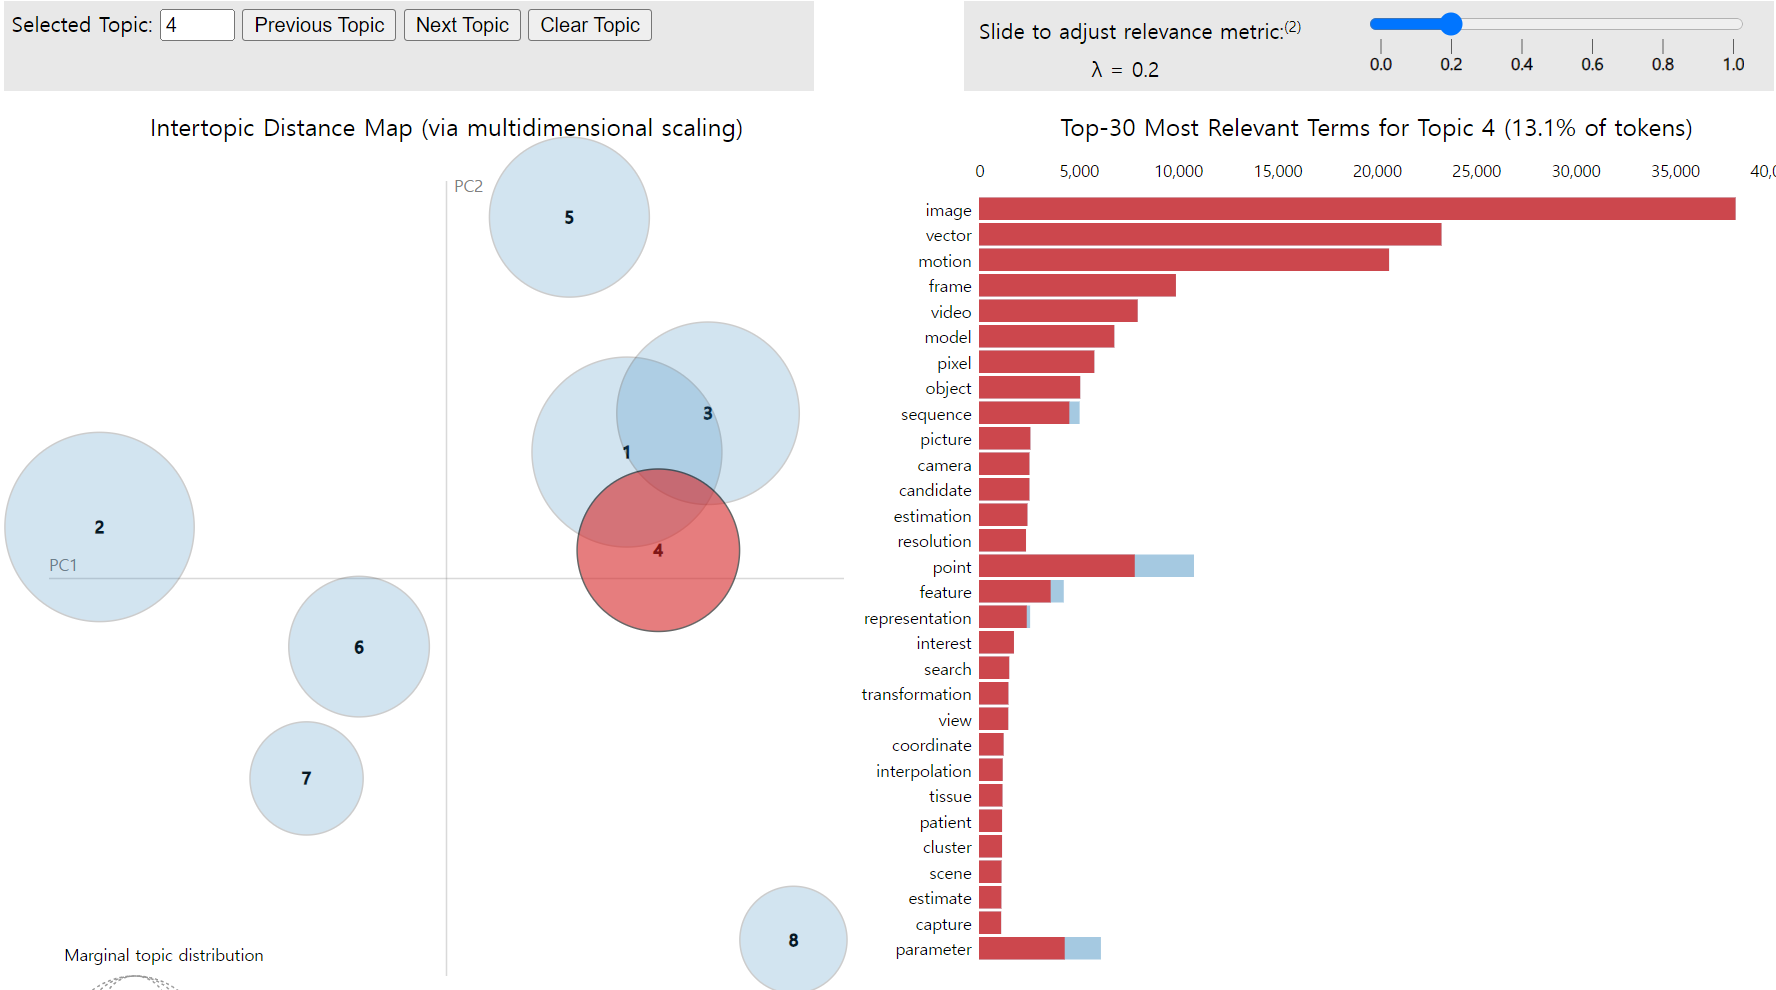 Selected Topic: 4 Previous Topic Next Topic Clear Topic
Slide to adjust relevance metric:(2)
λ = 0.2
0.0 0.2 0.4 0.6 0.8 1.0
Intertopic Distance Map (via multidimensional scaling)
PC2
5
3
1
2
4
PC1
6
7
8
Marginal topic distribution
Top-30 Most Relevant Terms for Topic 4 (13.1% of tokens)
0 5,000 10,000 15,000 20,000 25,000 30,000 35,000 40,0
image
vector
motion
frame
video
model
pixel
object
sequence
picture
camera
candidate
estimation
resolution
point
feature
representation
interest
search
transformation
view
coordinate
interpolation
tissue
patient
cluster
scene
estimate
capture
parameter